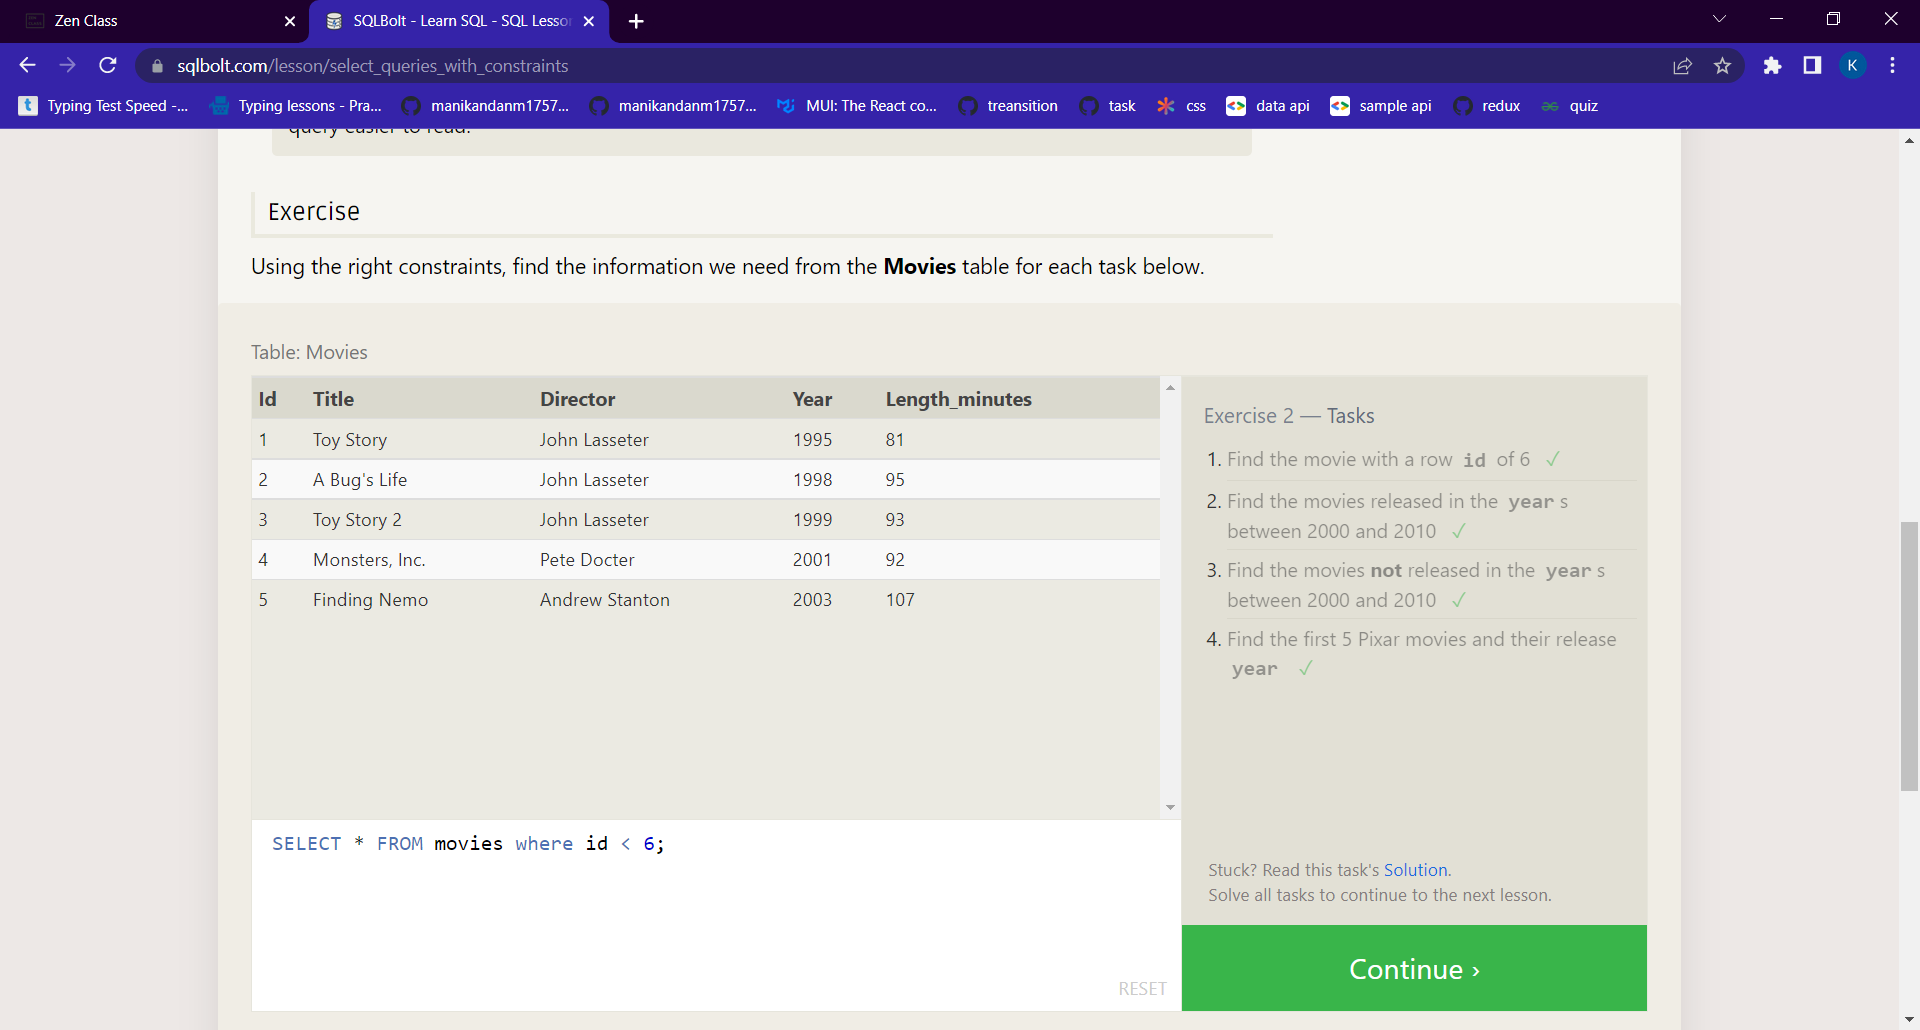 Zen Class
SQLBolt - Learn SQL - SQL Lesso
sqlbolt.com/lesson/select_queries_with_constraints
K
Typing Test Speed -... Typing lessons - Pra... manikandanm1757... manikandanm1757... MUI: The React co... treansition task css data api sample api redux quiz
query easier to read.
Exercise
Using the right constraints, find the information we need from the Movies table for each task below.
Table: Movies
Id Title Director Year Length_minutes
1 Toy Story John Lasseter 1995 81
2 A Bug's Life John Lasseter 1998 95
3 Toy Story 2 John Lasseter 1999 93
4 Monsters, Inc. Pete Docter 2001 92
5 Finding Nemo Andrew Stanton 2003 107
SELECT * FROM movies where id < 6;
RESET
Exercise 2 — Tasks
1. Find the movie with a row id of 6 ✓
2. Find the movies released in the year s
between 2000 and 2010 ✓
3. Find the movies not released in the year s
between 2000 and 2010 ✓
4. Find the first 5 Pixar movies and their release
year ✓
Stuck? Read this task's Solution.
Solve all tasks to continue to the next lesson.
Continue ›